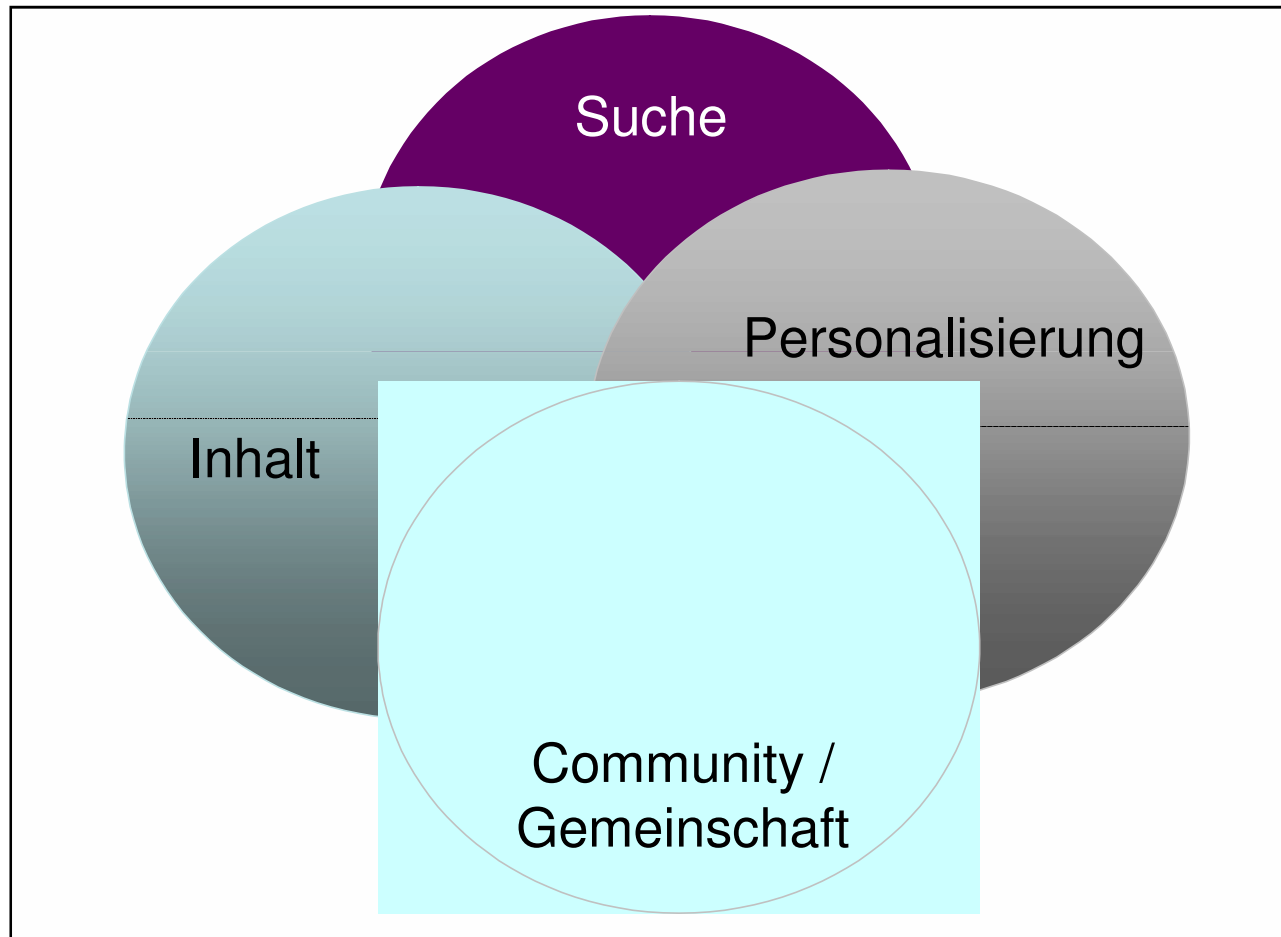 Suche
Personalisierung
Inhalt
Community /
Gemeinschaft